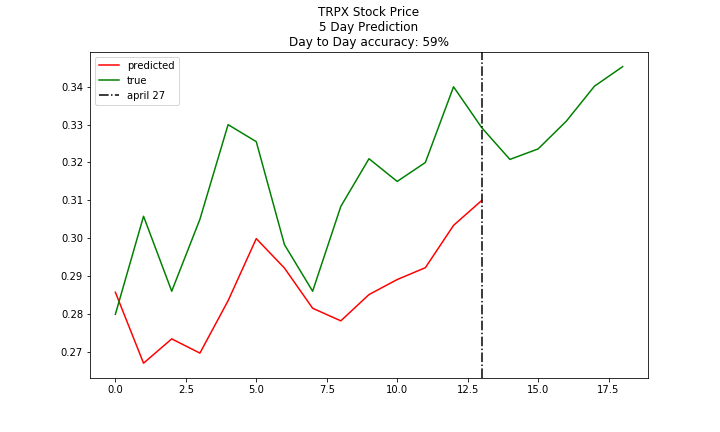 TRPX Stock Price
5 Day Prediction
Day to Day accuracy: 59%
predicted
true
april 27
0.34
0.33
0.32
0.31
0.30
0.29
0.28
0.27
0.0 2.5 5.0 7.5 10.0 12.5 15.0 17.5